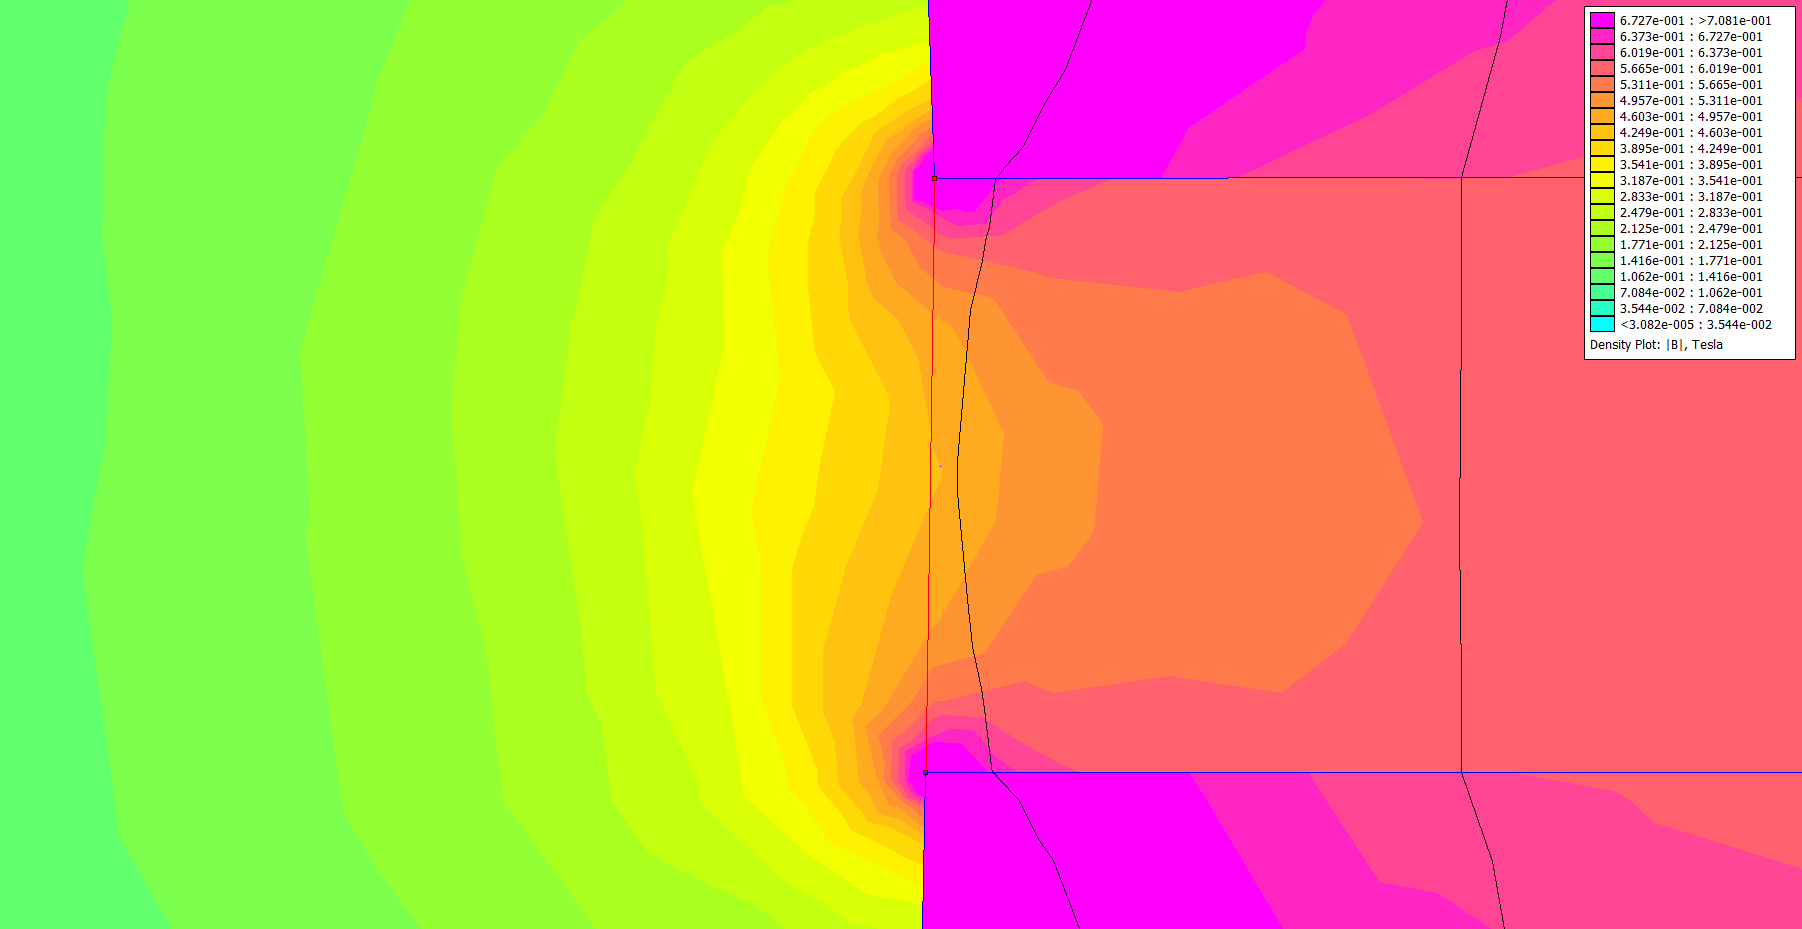 6.727e-001 : >7.081e-001
6.373e-001 : 6.727e-001
6.019e-001 : 6.373e-001
5.665e-001 : 6.019e-001
5.311e-001 : 5.665e-001
4.957e-001 : 5.311e-001
4.603e-001 : 4.957e-001
4.249e-001 : 4.603e-001
3.895e-001 : 4.249e-001
3.541e-001 : 3.895e-001
3.187e-001 : 3.541e-001
2.833e-001 : 3.187e-001
2.479e-001 : 2.833e-001
2.125e-001 : 2.479e-001
1.771e-001 : 2.125e-001
1.416e-001 : 1.771e-001
1.062e-001 : 1.416e-001
7.084e-002 : 1.062e-001
3.544e-002 : 7.084e-002
<3.082e-005 : 3.544e-002
Density Plot: |B|, Tesla